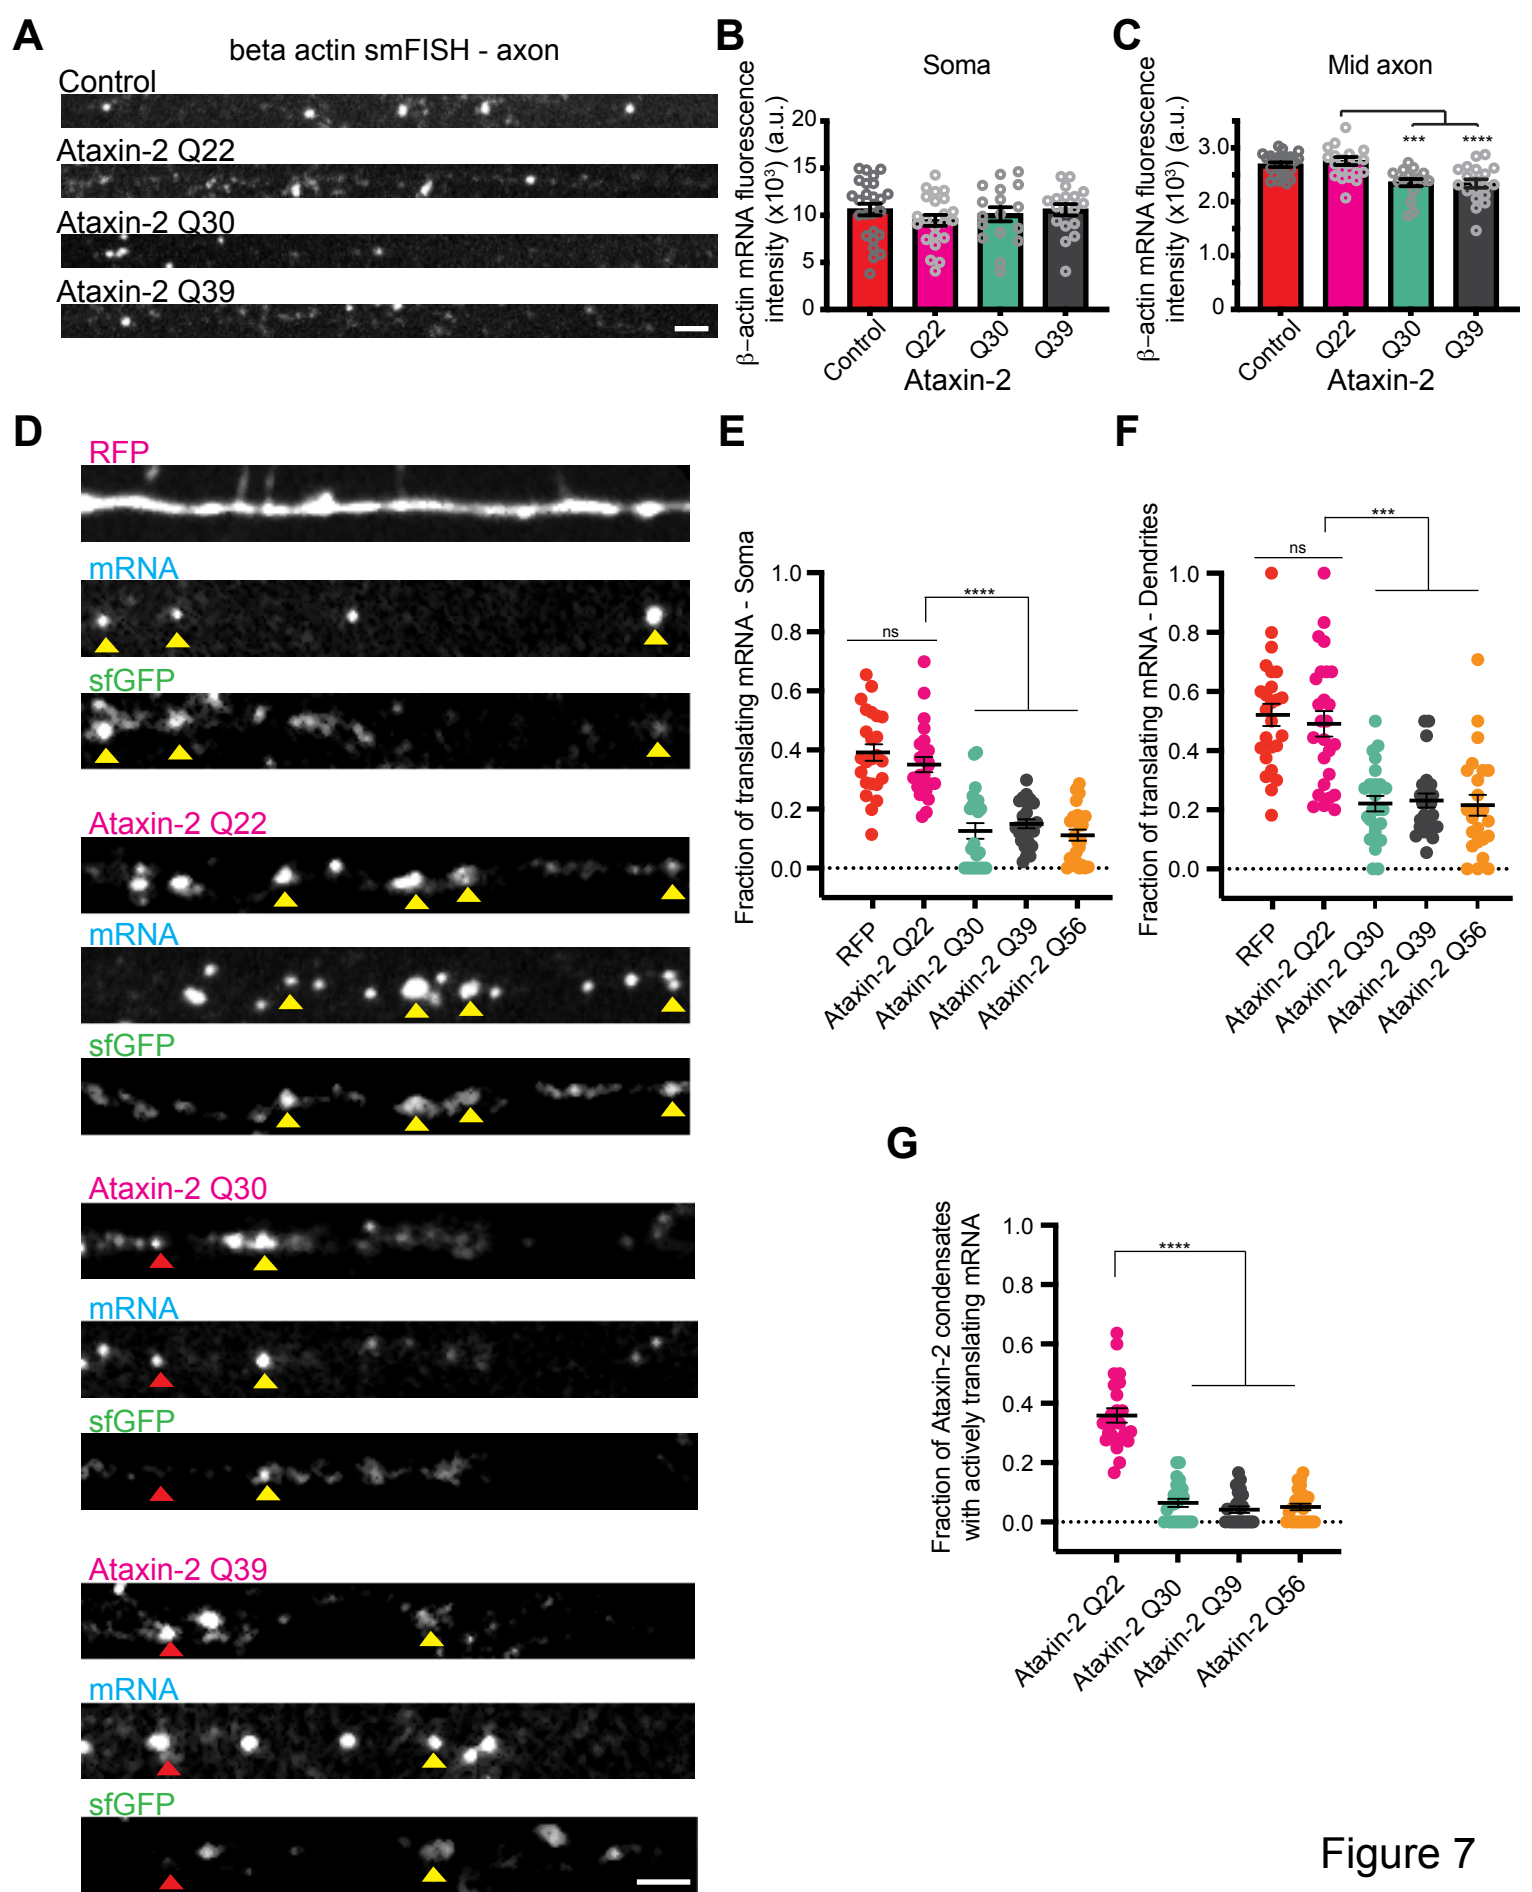 A
beta actin smFISH - axon
Control
Ataxin-2 Q22
Ataxin-2 Q30
Ataxin-2 Q39
B
Soma
β−actin mRNA fluorescence
intensity (x10³) (a.u.)
20
15
10
5
0
Control
Q22
Q30
Q39
Ataxin-2
C
Mid axon
β−actin mRNA fluorescence
intensity (x10³) (a.u.)
3.0
2.0
1.0
0
***
****
Control
Q22
Q30
Q39
Ataxin-2
D
RFP
mRNA
sfGFP
Ataxin-2 Q22
mRNA
sfGFP
Ataxin-2 Q30
mRNA
sfGFP
Ataxin-2 Q39
mRNA
sfGFP
E
Fraction of translating mRNA - Soma
1.0
0.8
0.6
0.4
0.2
0.0
ns
****
RFP
Ataxin-2 Q22
Ataxin-2 Q30
Ataxin-2 Q39
Ataxin-2 Q56
F
Fraction of translating mRNA - Dendrites
1.0
0.8
0.6
0.4
0.2
0.0
ns
***
RFP
Ataxin-2 Q22
Ataxin-2 Q30
Ataxin-2 Q39
Ataxin-2 Q56
G
Fraction of Ataxin-2 condensates
with actively translating mRNA
1.0
0.8
0.6
0.4
0.2
0.0
****
Ataxin-2 Q22
Ataxin-2 Q30
Ataxin-2 Q39
Ataxin-2 Q56
Figure 7